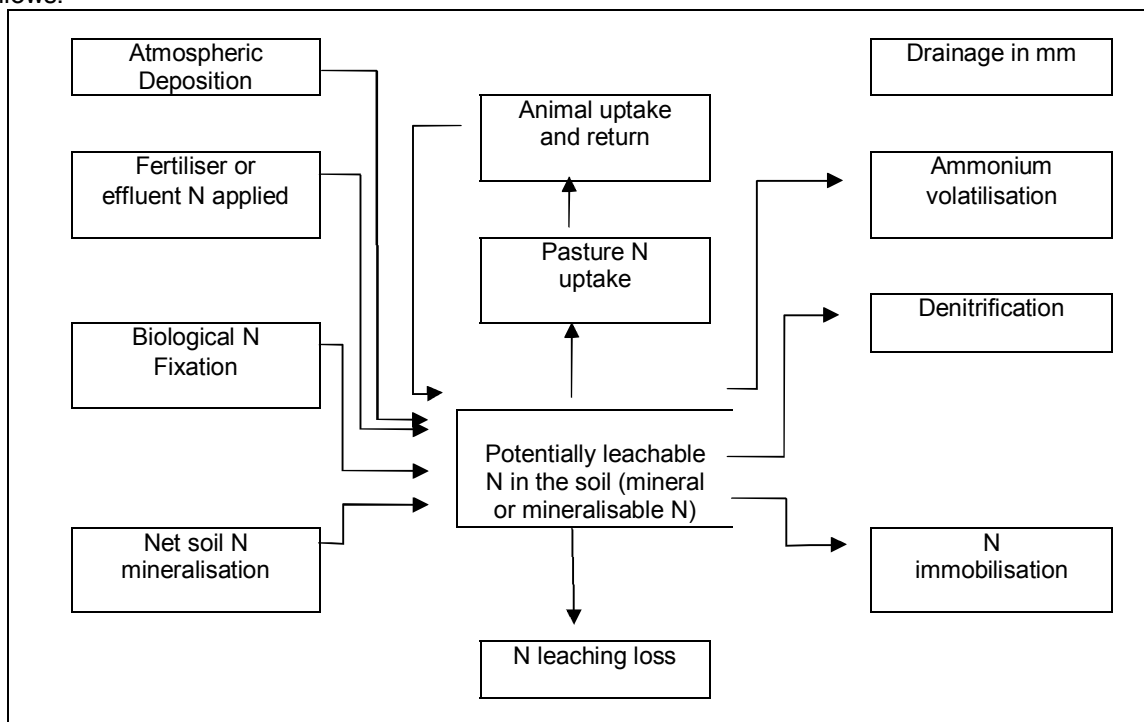 Atmospheric
Deposition
Drainage in mm
Animal uptake
and return
Fertiliser or
effluent N applied
Ammonium
volatilisation
Pasture N
uptake
Denitrification
Biological N
Fixation
Potentially leachable
N in the soil (mineral
or mineralisable N)
Net soil N
mineralisation
N
immobilisation
N leaching loss